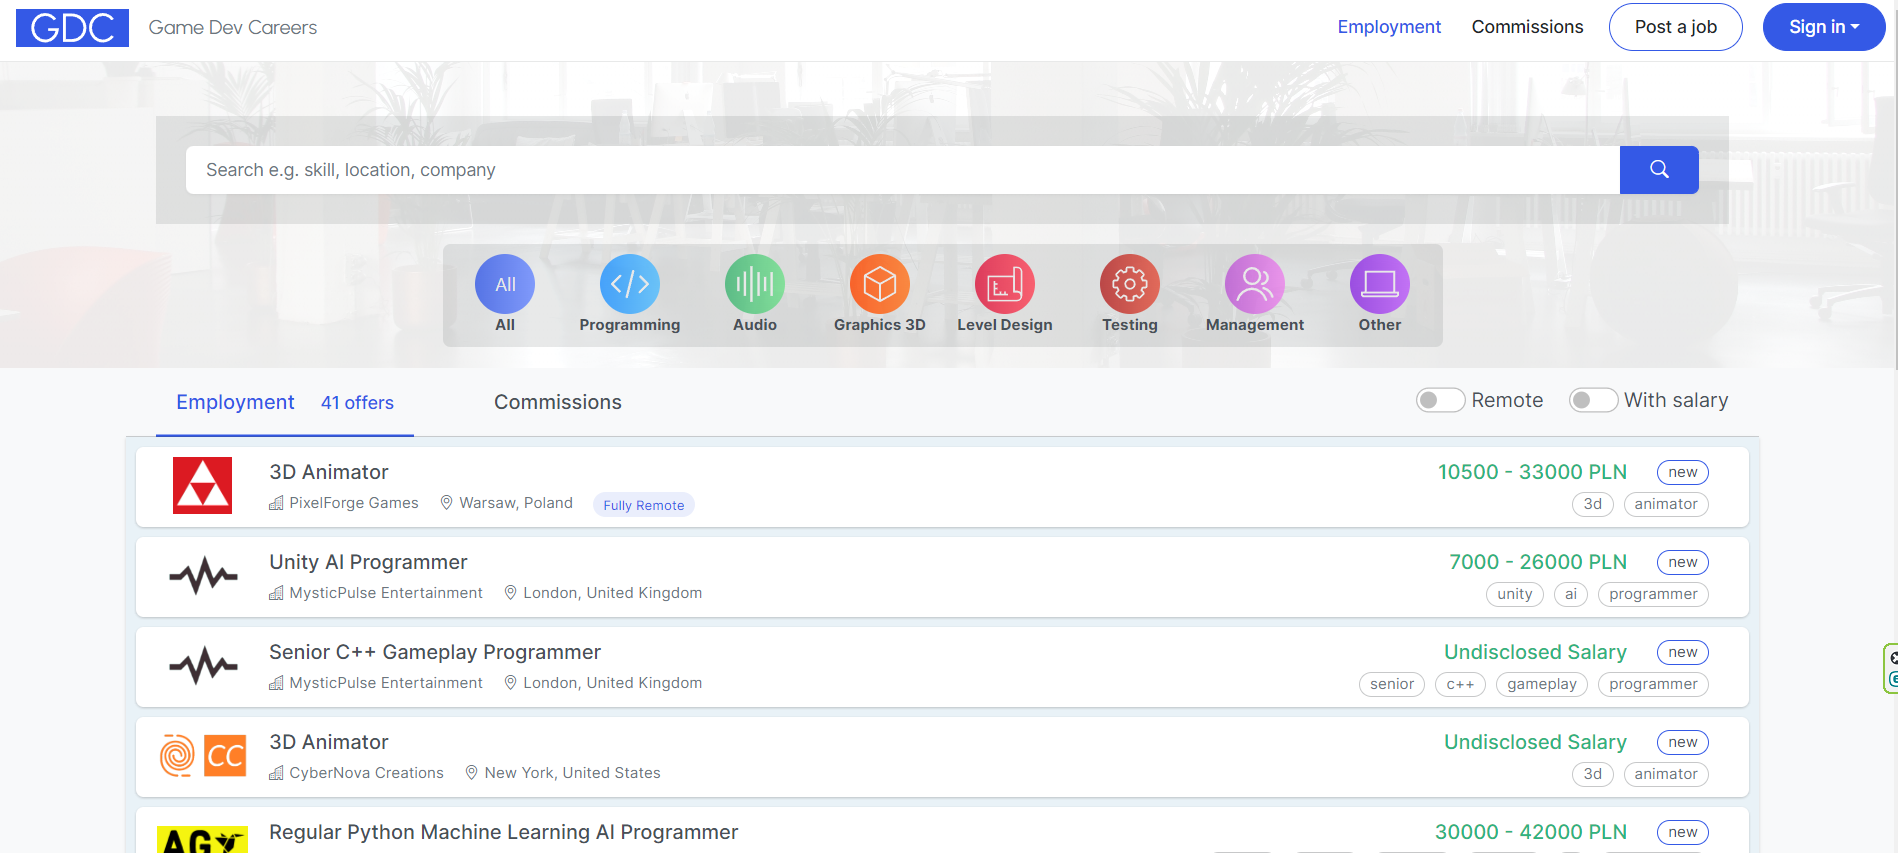 GDC Game Dev Careers Employment Commissions Post a job Sign in
Search e.g. skill, location, company
All
All Programming Audio Graphics 3D Level Design Testing Management Other
Employment 41 offers Commissions Remote With salary
3D Animator 10500 - 33000 PLN new
PixelForge Games Warsaw, Poland Fully Remote 3d animator
Unity AI Programmer 7000 - 26000 PLN new
MysticPulse Entertainment London, United Kingdom unity ai programmer
Senior C++ Gameplay Programmer Undisclosed Salary new
MysticPulse Entertainment London, United Kingdom senior c++ gameplay programmer
3D Animator Undisclosed Salary new
CC CyberNova Creations New York, United States 3d animator
Regular Python Machine Learning AI Programmer 30000 - 42000 PLN new
AG